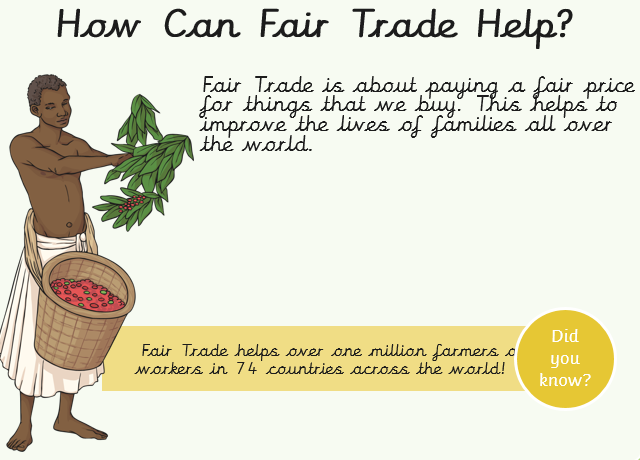 How Can Fair Trade Help?
Fair Trade is about paying a fair price
for things that we buy. This helps to
improve the lives of families all over
the world.
Fair Trade helps over one million farmers
workers in 74 countries across the world!
Did
you
know?